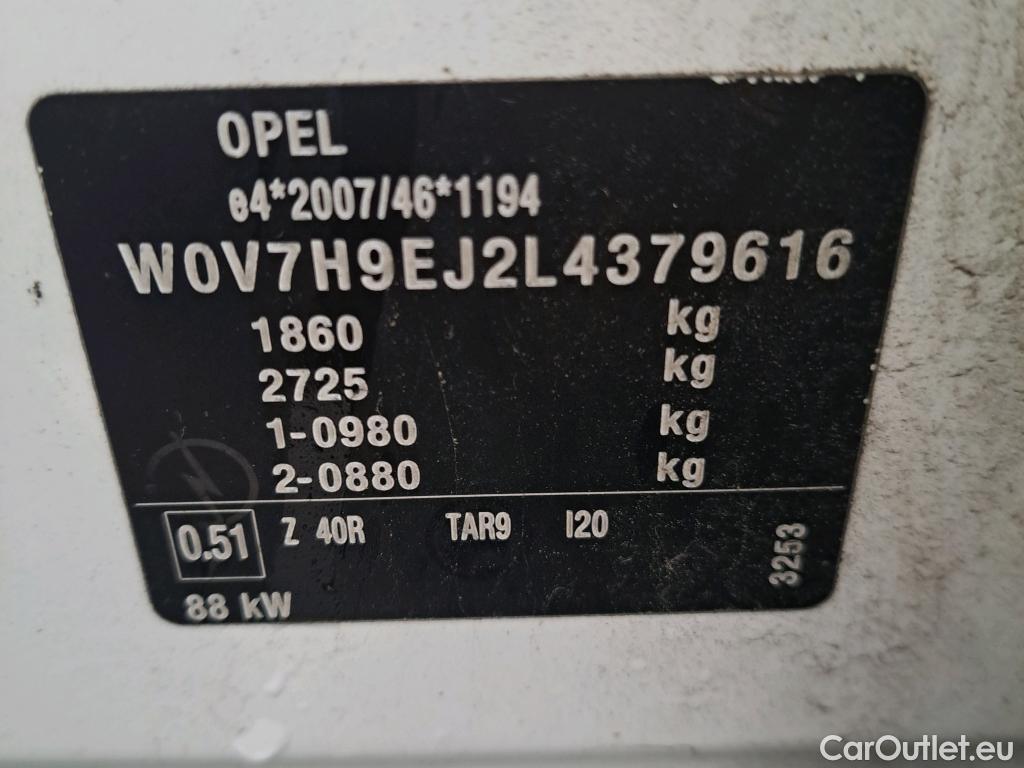 OPEL
e4*2007/46*1194
W0V7H9EJ2L4379616
1860 kg
2725 kg
1-0980 kg
2-0880 kg
0.51 Z 40R TAR9 I20
3253
88 kW
CarOutlet.eu